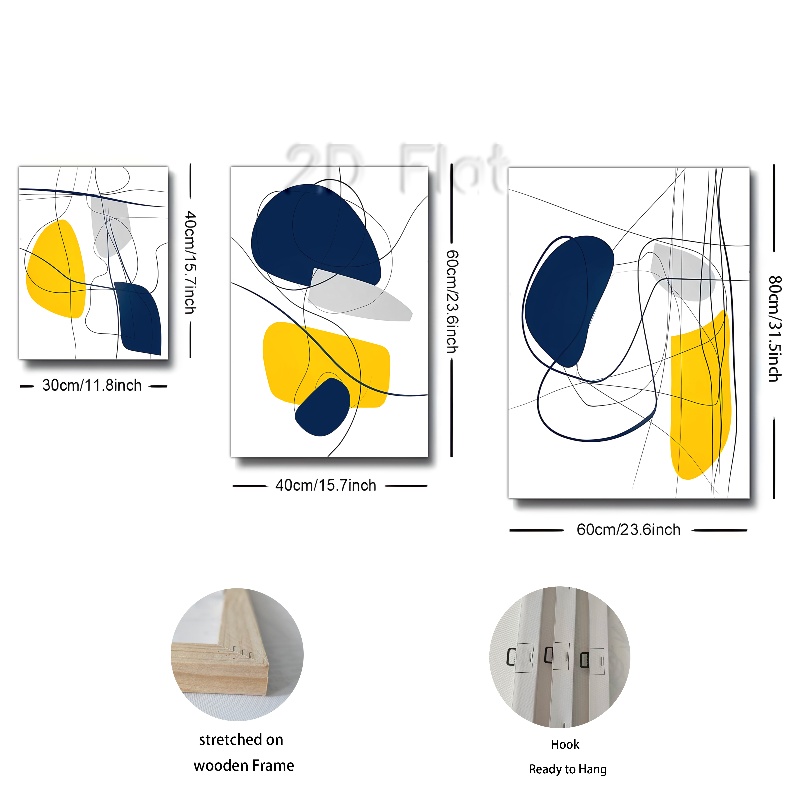 2D Flat
40cm/15.7inch
30cm/11.8inch
60cm/23.6inch
40cm/15.7inch
80cm/31.5inch
60cm/23.6inch
stretched on
wooden Frame
Hook
Ready to Hang